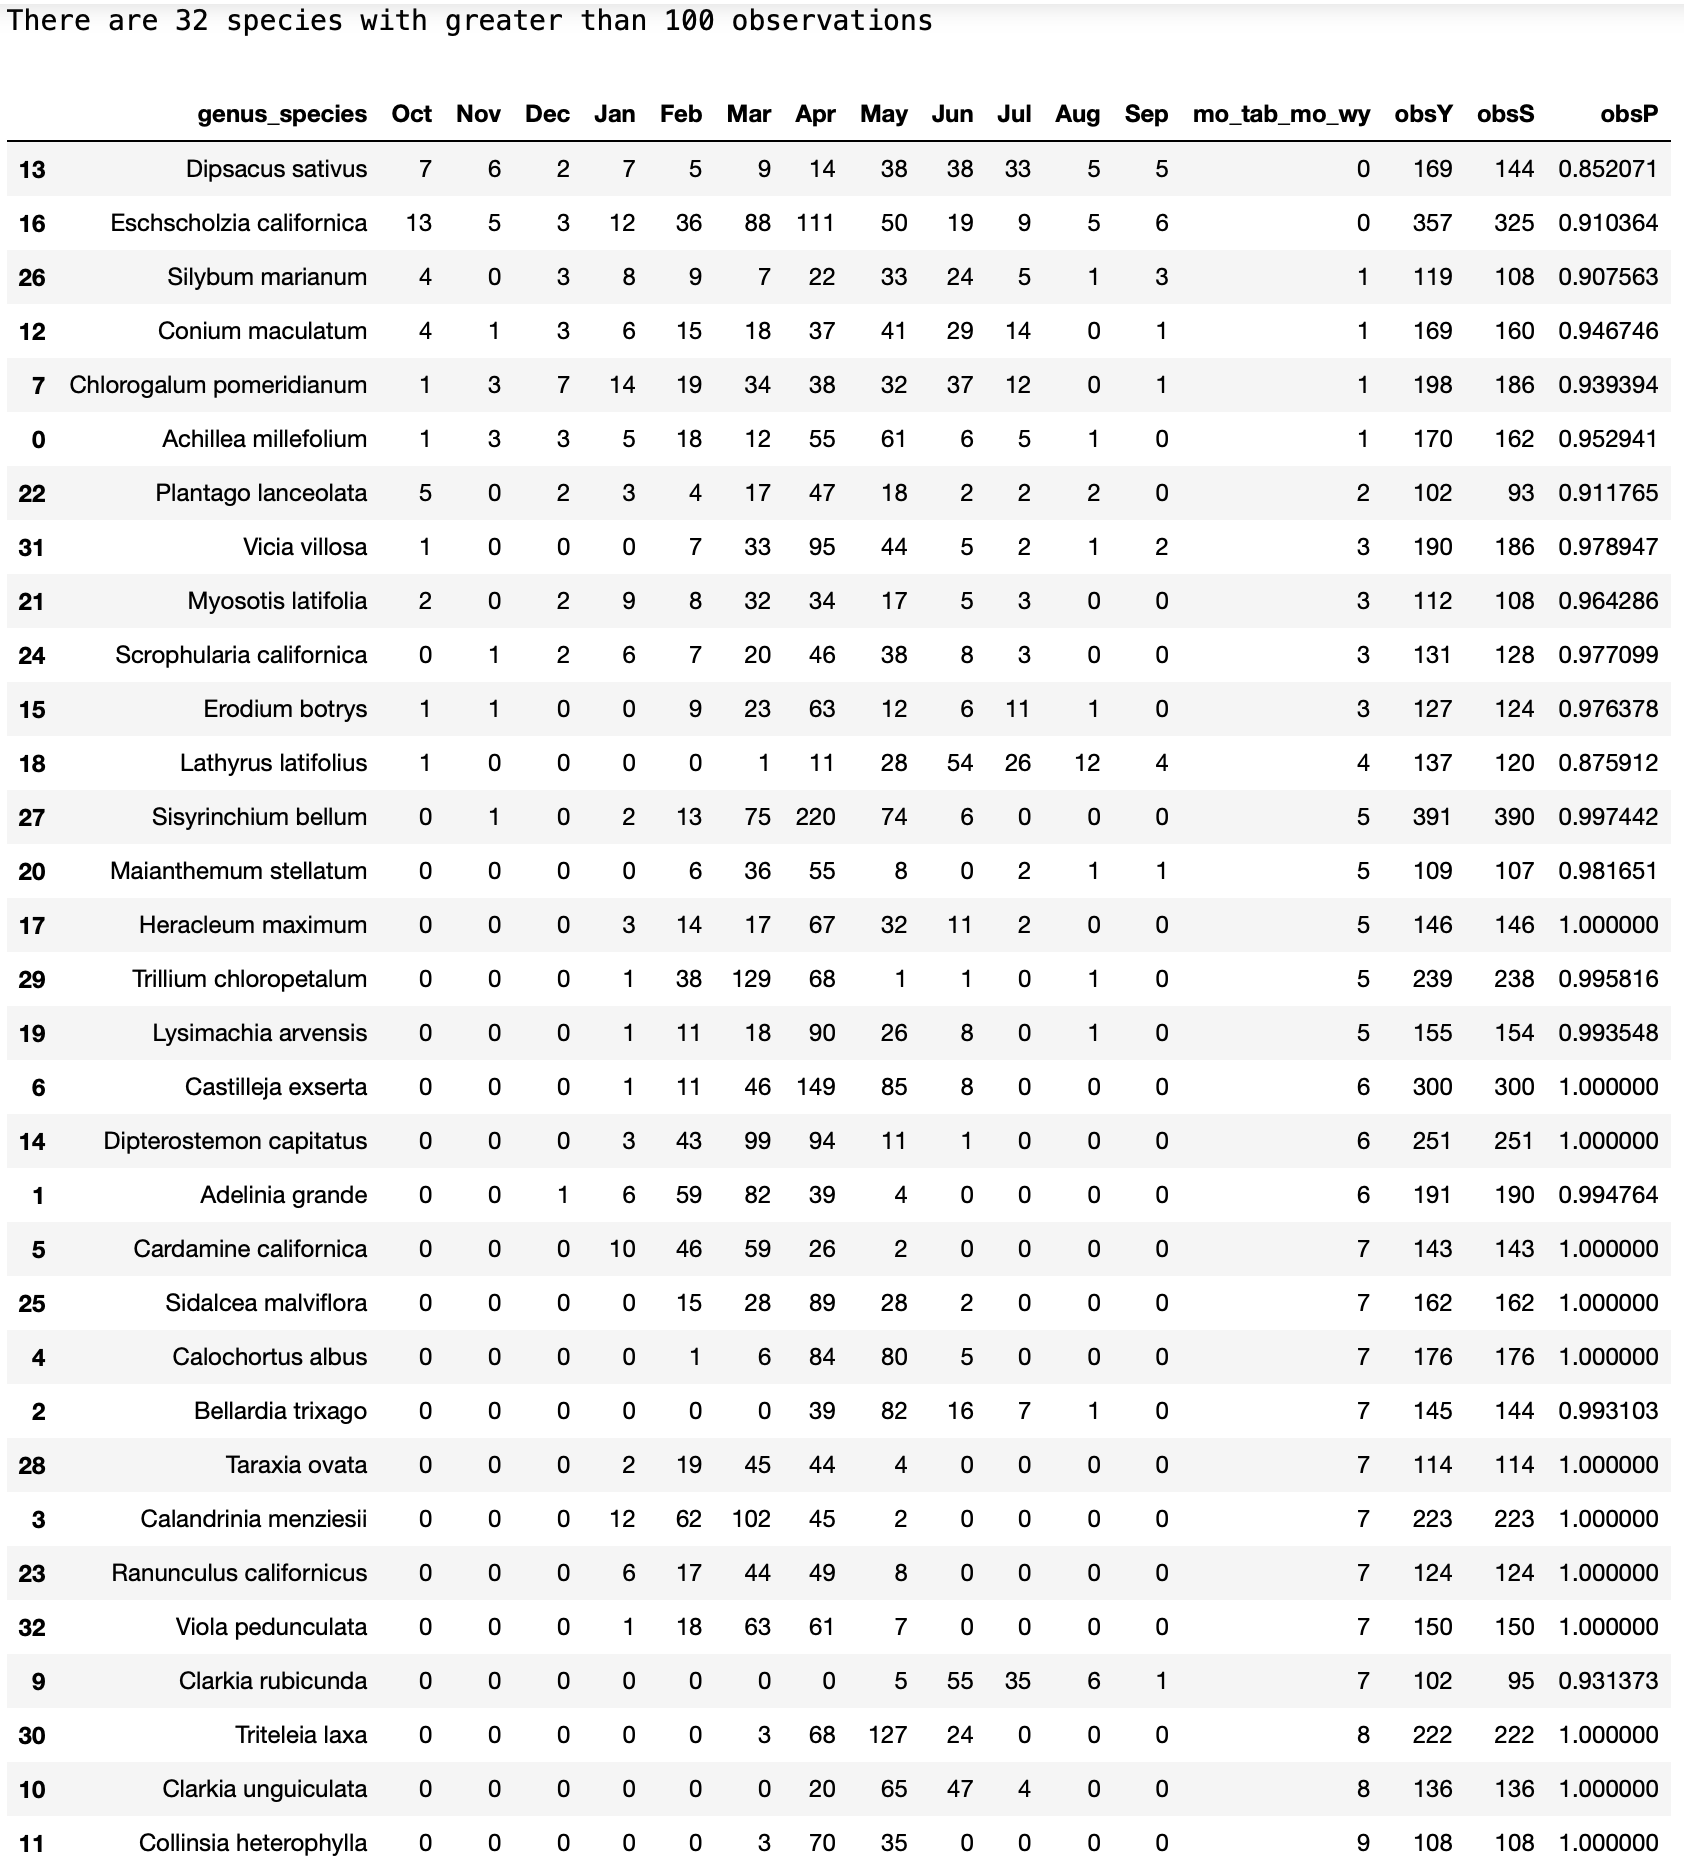 There are 32 species with greater than 100 observations
genus_species Oct Nov Dec Jan Feb Mar Apr May Jun Jul Aug Sep mo_tab_mo_wy obsY obsS obsP
13 Dipsacus sativus 7 6 2 7 5 9 14 38 38 33 5 5 0 169 144 0.852071
16 Eschscholzia californica 13 5 3 12 36 88 111 50 19 9 5 6 0 357 325 0.910364
26 Silybum marianum 4 0 3 8 9 7 22 33 24 5 1 3 1 119 108 0.907563
12 Conium maculatum 4 1 3 6 15 18 37 41 29 14 0 1 1 169 160 0.946746
7 Chlorogalum pomeridianum 1 3 7 14 19 34 38 32 37 12 0 1 1 198 186 0.939394
0 Achillea millefolium 1 3 3 5 18 12 55 61 6 5 1 0 1 170 162 0.952941
22 Plantago lanceolata 5 0 2 3 4 17 47 18 2 2 2 0 2 102 93 0.911765
31 Vicia villosa 1 0 0 0 7 33 95 44 5 2 1 2 3 190 186 0.978947
21 Myosotis latifolia 2 0 2 9 8 32 34 17 5 3 0 0 3 112 108 0.964286
24 Scrophularia californica 0 1 2 6 7 20 46 38 8 3 0 0 3 131 128 0.977099
15 Erodium botrys 1 1 0 0 9 23 63 12 6 11 1 0 3 127 124 0.976378
18 Lathyrus latifolius 1 0 0 0 0 1 11 28 54 26 12 4 4 137 120 0.875912
27 Sisyrinchium bellum 0 1 0 2 13 75 220 74 6 0 0 0 5 391 390 0.997442
20 Maianthemum stellatum 0 0 0 0 6 36 55 8 0 2 1 1 5 109 107 0.981651
17 Heracleum maximum 0 0 0 3 14 17 67 32 11 2 0 0 5 146 146 1.000000
29 Trillium chloropetalum 0 0 0 1 38 129 68 1 1 0 1 0 5 239 238 0.995816
19 Lysimachia arvensis 0 0 0 1 11 18 90 26 8 0 1 0 5 155 154 0.993548
6 Castilleja exserta 0 0 0 1 11 46 149 85 8 0 0 0 6 300 300 1.000000
14 Dipterostemon capitatus 0 0 0 3 43 99 94 11 1 0 0 0 6 251 251 1.000000
1 Adelinia grande 0 0 1 6 59 82 39 4 0 0 0 0 6 191 190 0.994764
5 Cardamine californica 0 0 0 10 46 59 26 2 0 0 0 0 7 143 143 1.000000
25 Sidalcea malviflora 0 0 0 0 15 28 89 28 2 0 0 0 7 162 162 1.000000
4 Calochortus albus 0 0 0 0 1 6 84 80 5 0 0 0 7 176 176 1.000000
2 Bellardia trixago 0 0 0 0 0 0 39 82 16 7 1 0 7 145 144 0.993103
28 Taraxia ovata 0 0 0 2 19 45 44 4 0 0 0 0 7 114 114 1.000000
3 Calandrinia menziesii 0 0 0 12 62 102 45 2 0 0 0 0 7 223 223 1.000000
23 Ranunculus californicus 0 0 0 6 17 44 49 8 0 0 0 0 7 124 124 1.000000
32 Viola pedunculata 0 0 0 1 18 63 61 7 0 0 0 0 7 150 150 1.000000
9 Clarkia rubicunda 0 0 0 0 0 0 0 5 55 35 6 1 7 102 95 0.931373
30 Triteleia laxa 0 0 0 0 0 3 68 127 24 0 0 0 8 222 222 1.000000
10 Clarkia unguiculata 0 0 0 0 0 0 20 65 47 4 0 0 8 136 136 1.000000
11 Collinsia heterophylla 0 0 0 0 0 3 70 35 0 0 0 0 9 108 108 1.000000